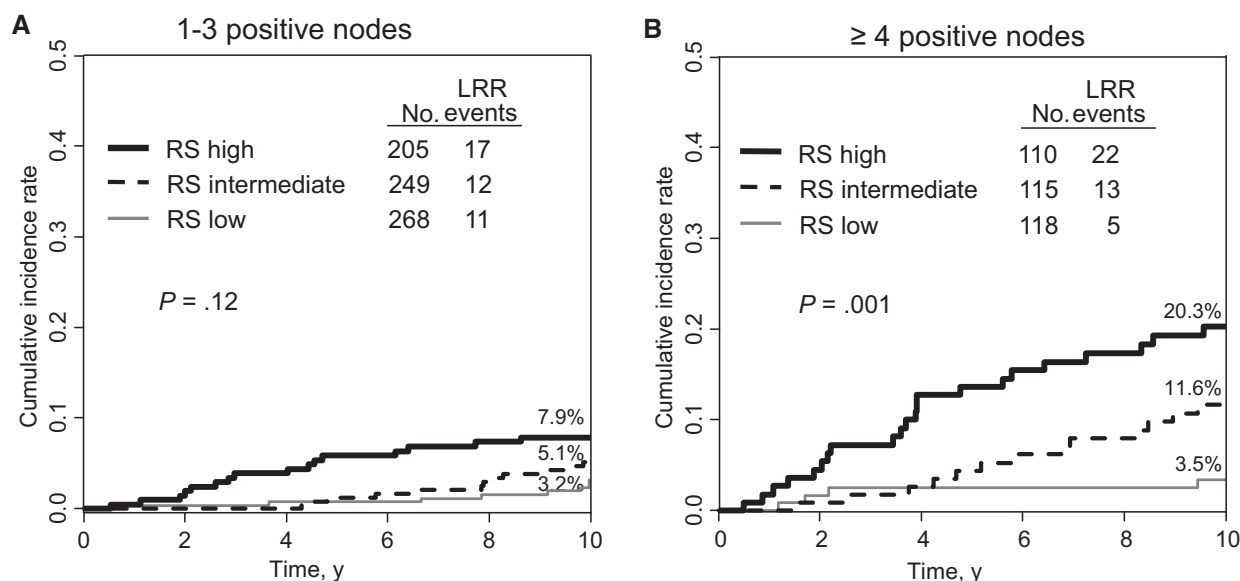 A
1-3 positive nodes
Cumulative incidence rate
0.5
0.4
0.3
0.2
0.1
0.0
LRR
No. events
RS high 205 17
RS intermediate 249 12
RS low 268 11
P = .12
7.9%
5.1%
3.2%
0 2 4 6 8 10
Time, y
B
≥ 4 positive nodes
Cumulative incidence rate
0.5
0.4
0.3
0.2
0.1
0.0
LRR
No. events
RS high 110 22
RS intermediate 115 13
RS low 118 5
P = .001
20.3%
11.6%
3.5%
0 2 4 6 8 10
Time, y